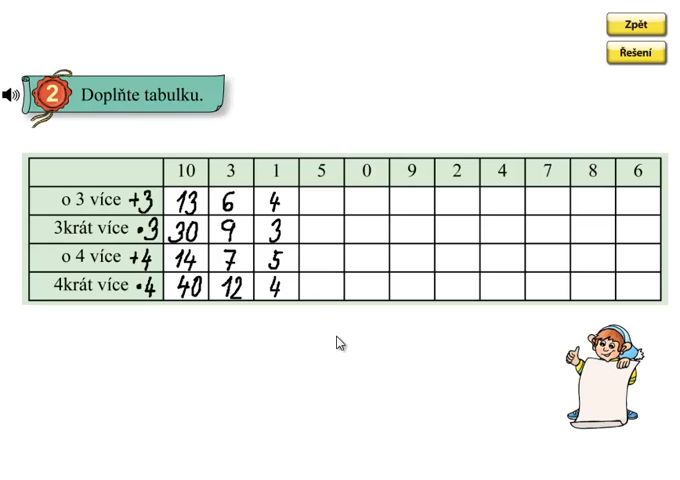 Zpět
Řešení
2 Doplňte tabulku.
10 3 1 5 0 9 2 4 7 8 6
o 3 více +3 13 6 4
3krát více •3 30 9 3
o 4 více +4 14 7 5
4krát více •4 40 12 4